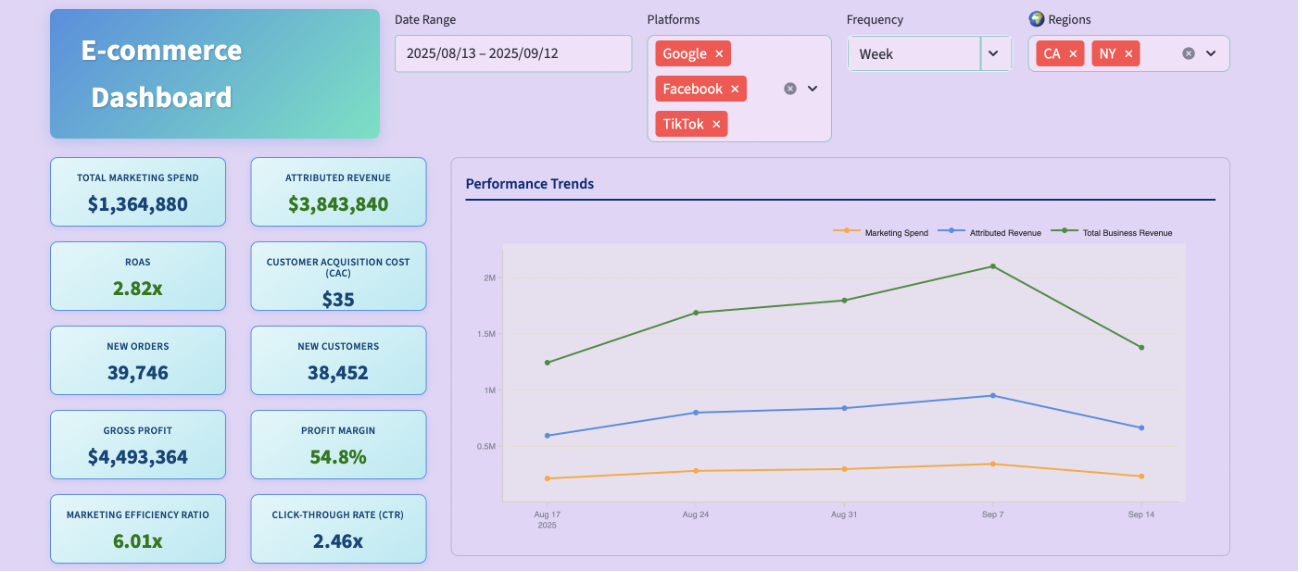 E-commerce
Dashboard
Date Range
2025/08/13 – 2025/09/12
Platforms
Google ×
Facebook ×
TikTok ×
Frequency
Week
🌍 Regions
CA × NY ×
TOTAL MARKETING SPEND
$1,364,880
ATTRIBUTED REVENUE
$3,843,840
ROAS
2.82x
CUSTOMER ACQUISITION COST
(CAC)
$35
NEW ORDERS
39,746
NEW CUSTOMERS
38,452
GROSS PROFIT
$4,493,364
PROFIT MARGIN
54.8%
MARKETING EFFICIENCY RATIO
6.01x
CLICK-THROUGH RATE (CTR)
2.46x
Performance Trends
Marketing Spend Attributed Revenue Total Business Revenue
2M
1.5M
1M
0.5M
Aug 17 Aug 24 Aug 31 Sep 7 Sep 14
2025